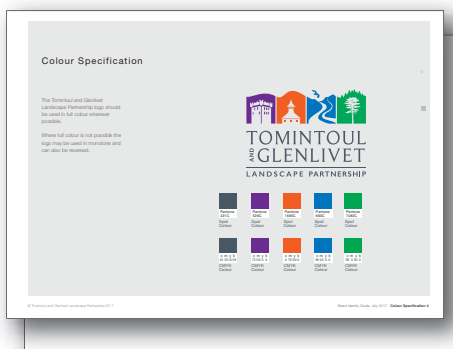 Colour Specification
The Tomintoul and Glenlivet
Landscape Partnership logo should
be used in full colour wherever
possible.
Where full colour is not possible the
logo may be used in monotone and
can also be reversed.
TOMINTOUL
AND GLENLIVET
LANDSCAPE PARTNERSHIP
Pantone Pantone Pantone Pantone Pantone
Spot Spot Spot Spot Spot
Colour Colour Colour Colour Colour
c m y k c m y k c m y k c m y k c m y k
CMYK CMYK CMYK CMYK CMYK
Colour Colour Colour Colour Colour
© Tomintoul and Glenlivet Landscape Partnership 2017
Brand Identity Guide, July 2017 Colour Specification 4